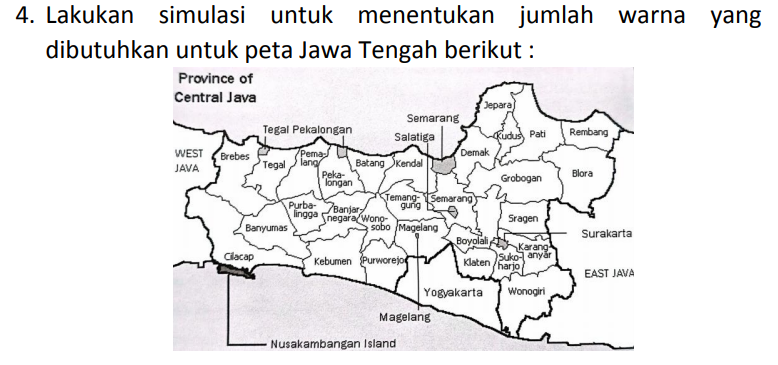 4. Lakukan simulasi untuk menentukan jumlah warna yang
dibutuhkan untuk peta Jawa Tengah berikut :
Province of
Central Java
Jepara
Semarang
Tegal Pekalongan
Salatiga
Kudus
Pati
Rembang
WEST
JAVA
Brebes
Tegal
Pema-
lang
Batang
Kendal
Demak
Peka-
longan
Grobogan
Blora
Purba-
lingga
Banjar-
negara
Wono-
sobo
Temang-
gung
Semarang
Sragen
Banyumas
Magelang
Surakarta
Boyolali
Karang-
anyar
Cilacap
Kebumen
Purworejo
Klaten
Suko-
harjo
EAST JAVA
Yogyakarta
Wonogiri
Magelang
Nusakambangan Island